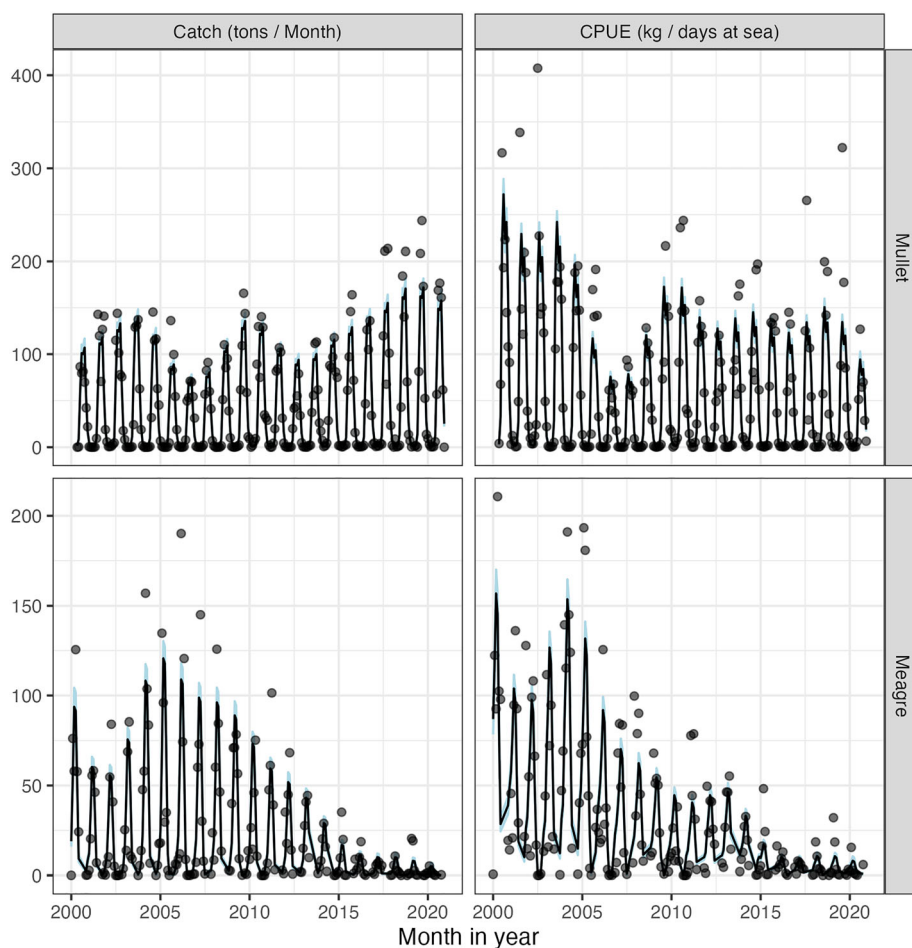 Catch (tons / Month) CPUE (kg / days at sea)
400
300
200
100
0
Mullet
200
150
100
50
0
Meagre
2000 2005 2010 2015 2020 2000 2005 2010 2015 2020
Month in year